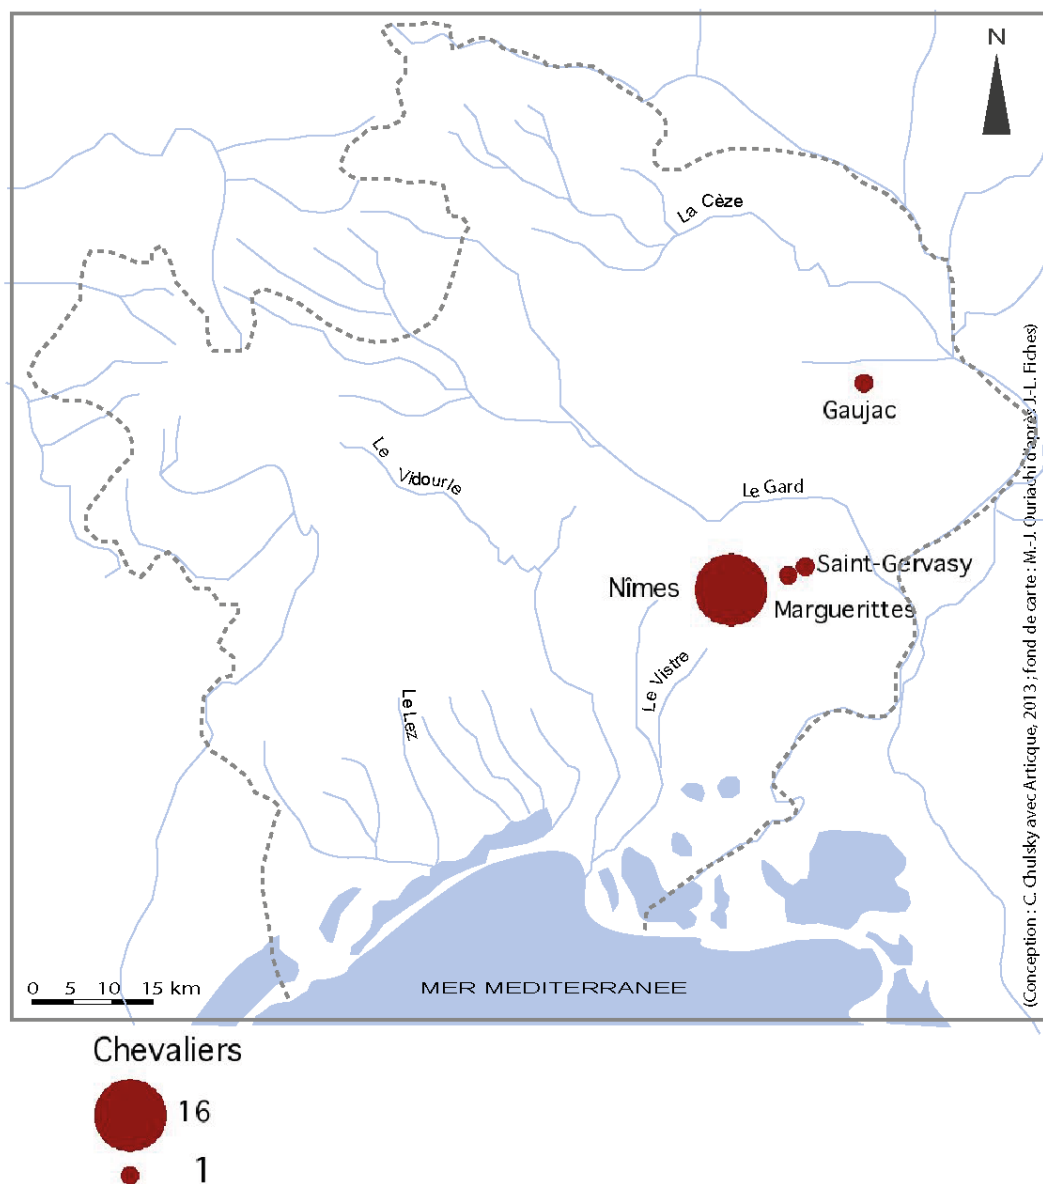 N
La Cèze
Gaujac
Le
Vidourle
Le Gard
Saint-Gervasy
Nîmes
Marguerittes
Le Vistre
Le Lez
0 5 10 15 km
MER MEDITERRANEE
(Conception : C. Chulsky avec Articque, 2013 ; fond de carte : M.-J. Ouriachi d'après J.-L. Fiches)
Chevaliers
16
1